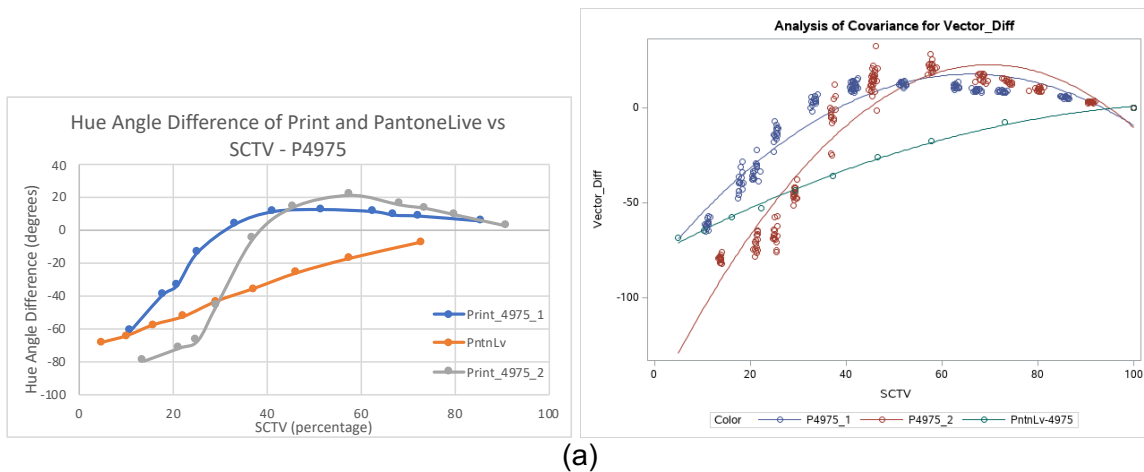 Hue Angle Difference of Print and PantoneLive vs
SCTV - P4975
Hue Angle Difference (degrees)
40
20
0
-20
-40
-60
-80
-100
0
20
40
60
80
100
SCTV (percentage)
Print_4975_1
PntnLv
Print_4975_2
Analysis of Covariance for Vector_Diff
Vector_Diff
0
-50
-100
0
20
40
60
80
100
SCTV
Color
P4975_1
P4975_2
PntnLv-4975
(a)